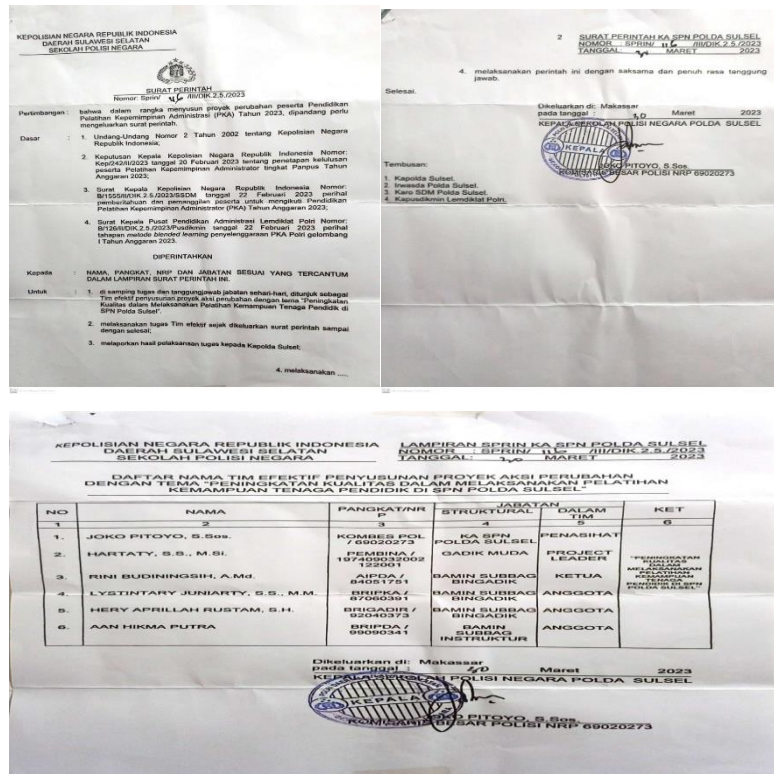 KEPOLISIAN NEGARA REPUBLIK INDONESIA
DAERAH SULAWESI SELATAN
SEKOLAH POLISI NEGARA
SURAT PERINTAH
Nomor: Sprin/ 116 /III/DIK.2.5./2023
Pertimbangan : bahwa dalam rangka menyusun proyek perubahan peserta Pendidikan
Pelatihan Kepemimpinan Administrasi (PKA) Tahun 2023, dipandang perlu
mengeluarkan surat perintah.
Dasar : 1. Undang-Undang Nomor 2 Tahun 2002 tentang Kepolisian Negara
Republik Indonesia;
2. Keputusan Kepala Kepolisian Negara Republik Indonesia Nomor:
Kep/242/II/2023 tanggal 20 Februari 2023 tentang penetapan kelulusan
peserta Pelatihan Kepemimpinan Administrator tingkat Panpus Tahun
Anggaran 2023;
3. Surat Kepala Kepolisian Negara Republik Indonesia Nomor:
B/1555/II/DIK.2.5./2023/SSDM tanggal 22 Februari 2023 perihal
pemberitahuan dan pemanggilan peserta untuk mengikuti Pendidikan
Pelatihan Kepemimpinan Administrator (PKA) Tahun Anggaran 2023;
4. Surat Kepala Pusat Pendidikan Administrasi Lemdiklat Polri Nomor:
B/126/II/DIK.2.5./2023/Pusdikmin tanggal 22 Februari 2023 perihal
tahapan metode blended learning penyelenggaraan PKA Polri gelombang
I Tahun Anggaran 2023.
DIPERINTAHKAN
Kepada : NAMA, PANGKAT, NRP DAN JABATAN SESUAI YANG TERCANTUM
DALAM LAMPIRAN SURAT PERINTAH INI.
Untuk : 1. di samping tugas dan tanggungjawab jabatan sehari-hari, ditunjuk sebagai
Tim efektif penyusunan proyek aksi perubahan dengan tema "Peningkatan
Kualitas dalam Melaksanakan Pelatihan Kemampuan Tenaga Pendidik di
SPN Polda Sulsel".
2. melaksanakan tugas Tim efektif sejak dikeluarkan surat perintah sampai
dengan selesai;
3. melaporkan hasil pelaksanaan tugas kepada Kapolda Sulsel;
4. melaksanakan .....
2 SURAT PERINTAH KA SPN POLDA SULSEL
NOMOR : SPRIN/ 116 /III/DIK.2.5./2023
TANGGAL: 20 MARET 2023
4. melaksanakan perintah ini dengan saksama dan penuh rasa tanggung
jawab.
Selesai.
Dikeluarkan di: Makassar
pada tanggal : 20 Maret 2023
KEPALA SEKOLAH POLISI NEGARA POLDA SULSEL
KEPALA
JOKO PITOYO, S.Sos.
KOMISARIS BESAR POLISI NRP 69020273
Tembusan:
1. Kapolda Sulsel.
2. Irwasda Polda Sulsel.
3. Karo SDM Polda Sulsel.
4. Kapusdikmin Lemdiklat Polri.
KEPOLISIAN NEGARA REPUBLIK INDONESIA
DAERAH SULAWESI SELATAN
SEKOLAH POLISI NEGARA
LAMPIRAN SPRIN KA SPN POLDA SULSEL
NOMOR : SPRIN/ 116 /III/DIK.2.5./2023
TANGGAL: 20 MARET 2023
DAFTAR NAMA TIM EFEKTIF PENYUSUNAN PROYEK AKSI PERUBAHAN
DENGAN TEMA "PENINGKATAN KUALITAS DALAM MELAKSANAKAN PELATIHAN
KEMAMPUAN TENAGA PENDIDIK DI SPN POLDA SULSEL"
NO NAMA PANGKAT/NRP JABATAN KET
STRUKTURAL DALAM TIM
1 2 3 4 5 6
1. JOKO PITOYO, S.Sos. KOMBES POL / 69020273 KA SPN POLDA SULSEL PENASIHAT
2. HARTATY, S.S., M.Si. PEMBINA / 197409032002122001 GADIK MUDA PROJECT LEADER
"PENINGKATAN KUALITAS DALAM MELAKSANAKAN PELATIHAN KEMAMPUAN TENAGA PENDIDIK DI SPN POLDA SULSEL"
3. RINI BUDININGSIH, A.Md. AIPDA / 84051751 BAMIN SUBBAG BINGADIK KETUA
4. LYSTINTARY JUNIARTY, S.S., M.M. BRIPKA / 87060391 BAMIN SUBBAG BINGADIK ANGGOTA
5. HERY APRILLAH RUSTAM, S.H. BRIGADIR / 92040373 BAMIN SUBBAG BINGADIK ANGGOTA
6. AAN HIKMA PUTRA BRIPDA / 99090341 BAMIN SUBBAG INSTRUKTUR ANGGOTA
Dikeluarkan di: Makassar
pada tanggal : 20 Maret 2023
KEPALA SEKOLAH POLISI NEGARA POLDA SULSEL
KEPALA
JOKO PITOYO, S.Sos.
KOMISARIS BESAR POLISI NRP 69020273